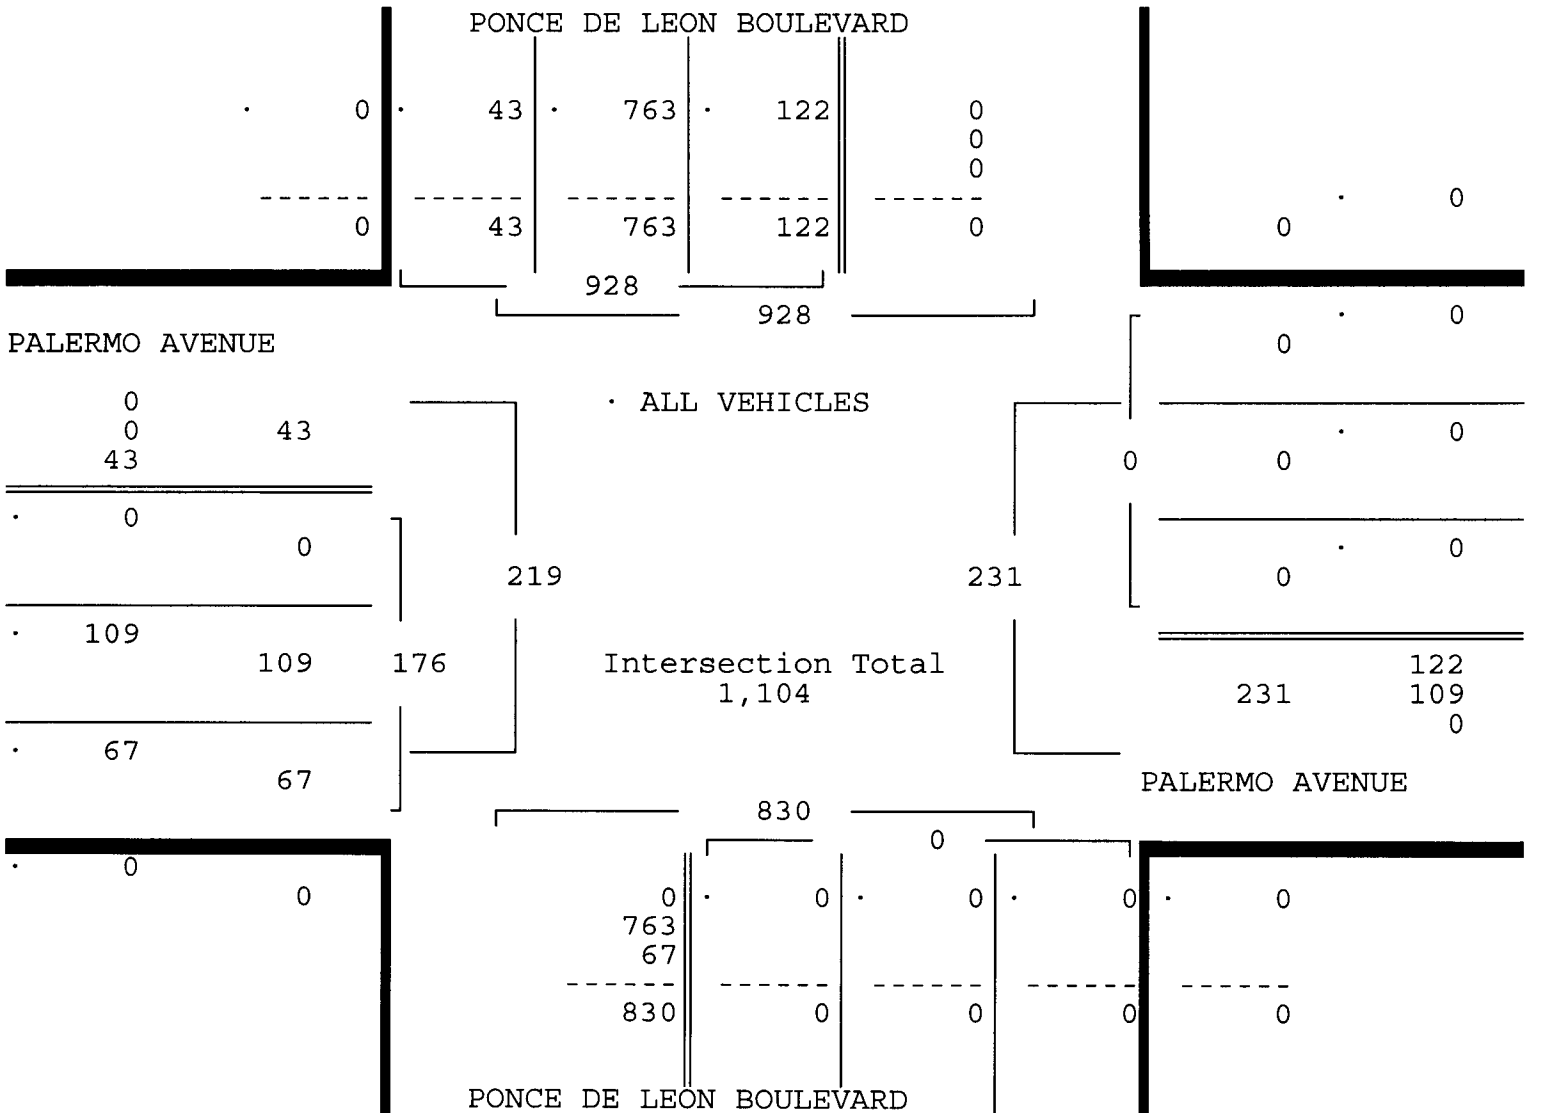 PONCE DE LEON BOULEVARD
· 0 · 43 · 763 · 122 0
0
0
------ ------ ------ ------ ------ · 0
0 43 763 122 0 0
928
928 · 0
PALERMO AVENUE 0
0 · ALL VEHICLES
0 43 · 0
43 0 0
· 0
0 · 0
219 231 0
· 109
109 176 Intersection Total 122
1,104 231 109
0
· 67
67 PALERMO AVENUE
830
0
· 0
0 0 · 0 · 0 · 0 · 0
763
67
------ ------ ------ ------ ------
830 0 0 0 0
PONCE DE LEON BOULEVARD